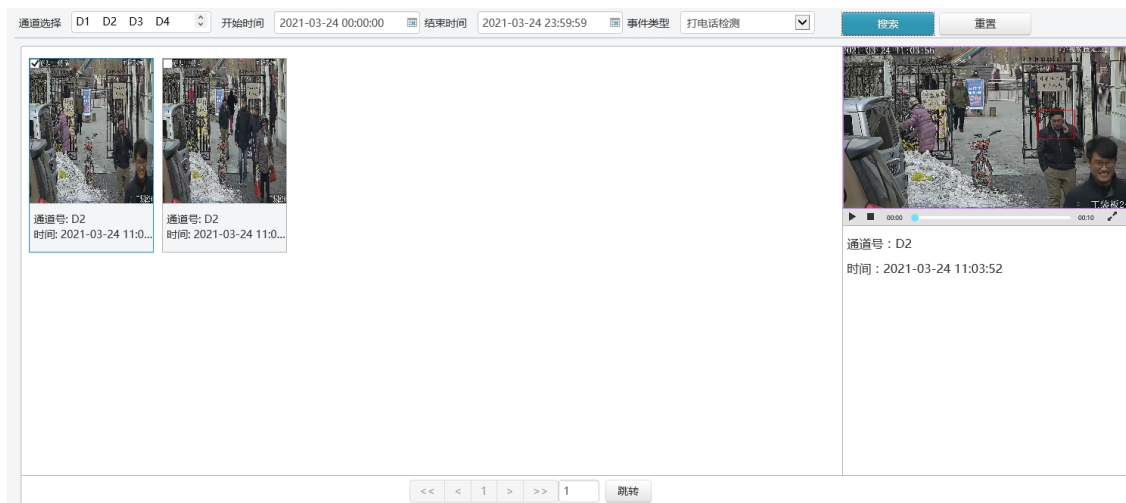 通道选择 D1 D2 D3 D4 开始时间 2021-03-24 00:00:00 结束时间 2021-03-24 23:59:59 事件类型 打电话检测 搜索 重置
通道号: D2
时间: 2021-03-24 11:0...
通道号: D2
时间: 2021-03-24 11:0...
2021-03-24 11:03:56
00:00 00:10
通道号：D2
时间：2021-03-24 11:03:52
<< < 1 > >> 1 跳转